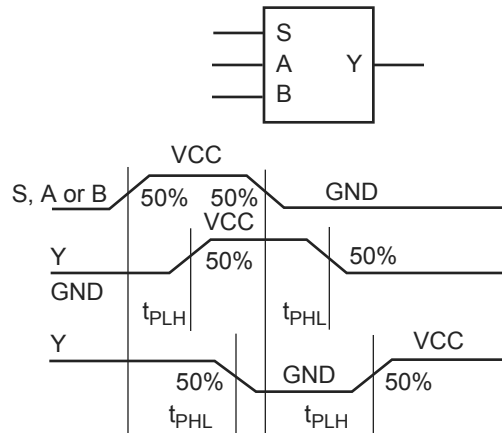 S
A Y
B
VCC
S, A or B 50% 50% GND
VCC
Y 50% 50%
GND
tPLH tPHL
Y VCC
50% GND 50%
tPHL tPLH